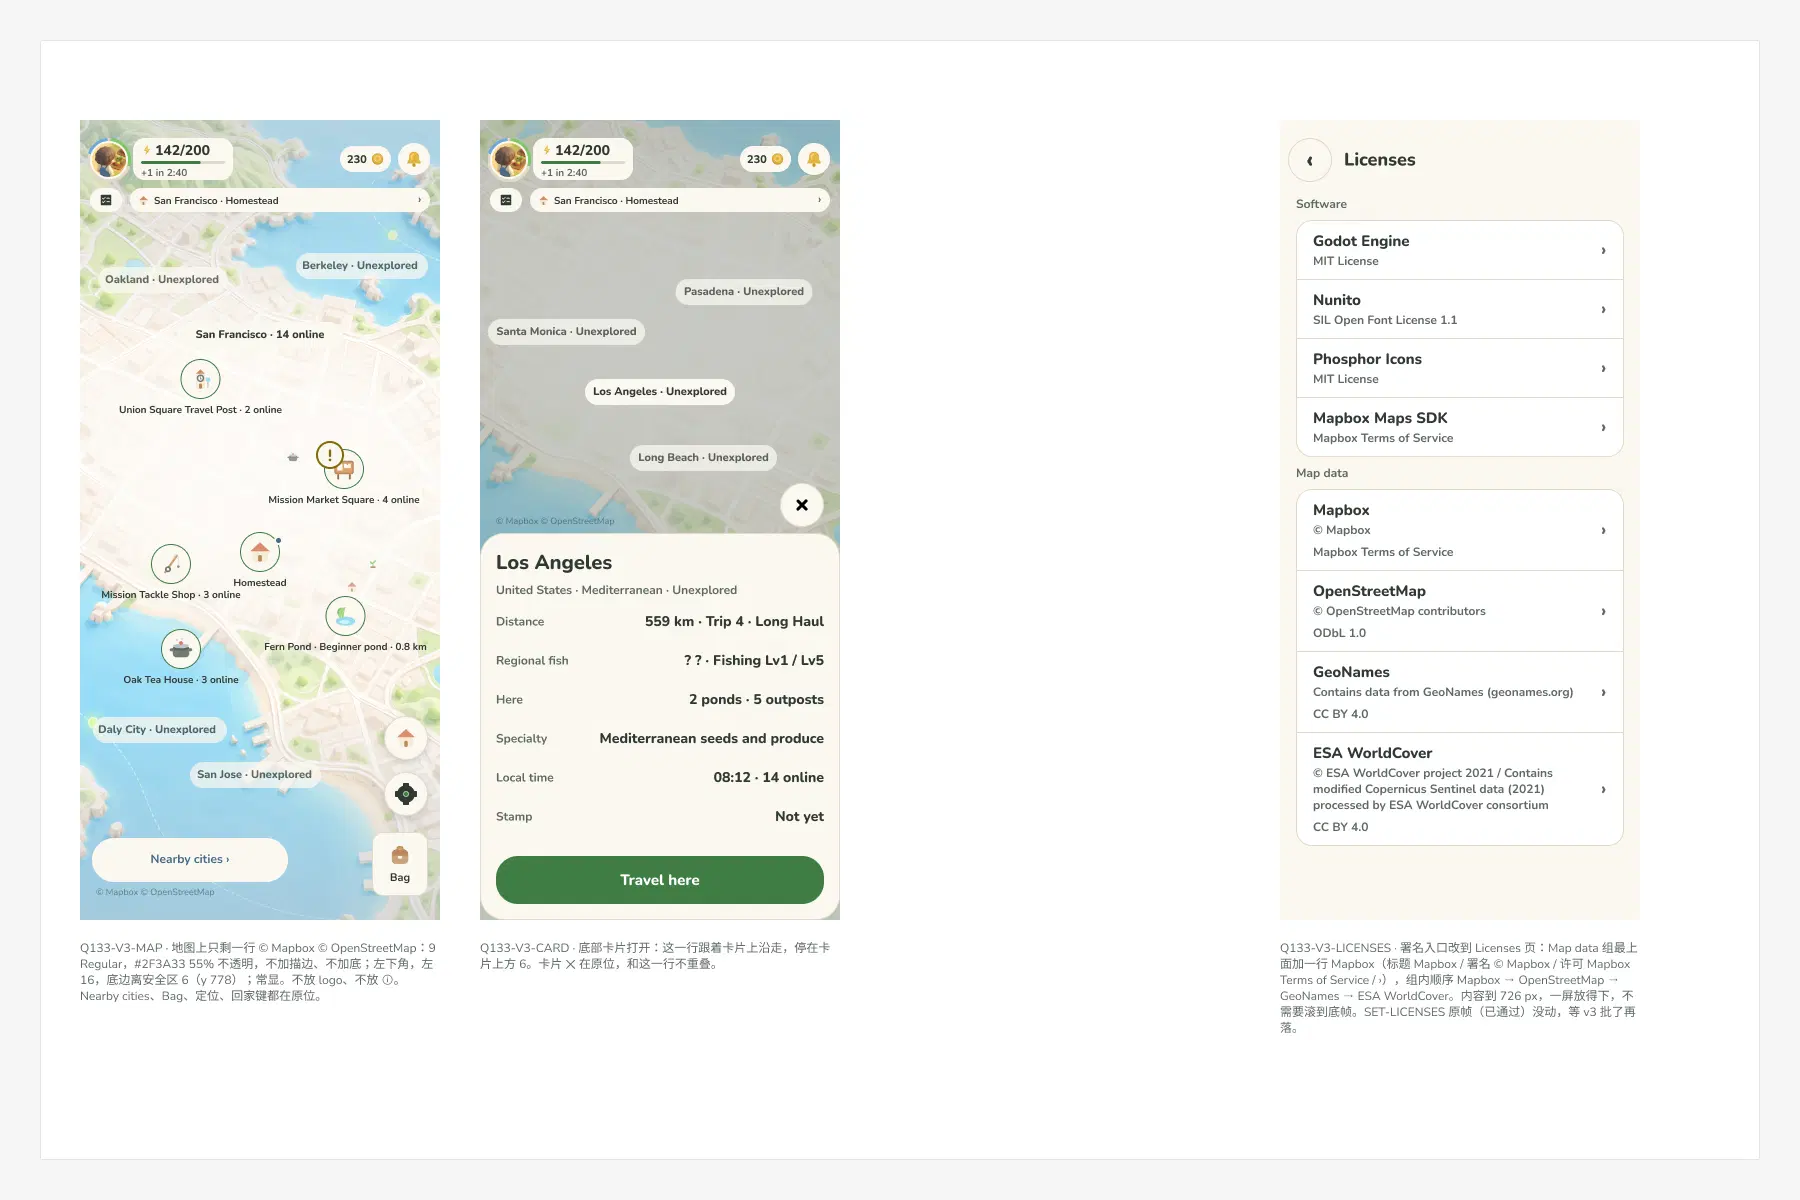 142/200
+1 in 2:40
230
San Francisco · Homestead ›
Oakland · Unexplored
Berkeley · Unexplored
San Francisco · 14 online
Union Square Travel Post · 2 online
!
Mission Market Square · 4 online
Homestead
Mission Tackle Shop · 3 online
Fern Pond · Beginner pond · 0.8 km
Oak Tea House · 3 online
Daly City · Unexplored
San Jose · Unexplored
Nearby cities ›
Bag
© Mapbox © OpenStreetMap
Q133-V3-MAP · 地图上只剩一行 © Mapbox © OpenStreetMap：9
Regular，#2F3A33 55% 不透明，不加描边、不加底；左下角，左
16，底边离安全区 6（y 778）；常显。不放 logo、不放 ⓘ。
Nearby cities、Bag、定位、回家键都在原位。
142/200
+1 in 2:40
230
San Francisco · Homestead ›
Pasadena · Unexplored
Santa Monica · Unexplored
Los Angeles · Unexplored
Long Beach · Unexplored
© Mapbox © OpenStreetMap
Los Angeles
United States · Mediterranean · Unexplored
Distance 559 km · Trip 4 · Long Haul
Regional fish ? ? · Fishing Lv1 / Lv5
Here 2 ponds · 5 outposts
Specialty Mediterranean seeds and produce
Local time 08:12 · 14 online
Stamp Not yet
Travel here
Q133-V3-CARD · 底部卡片打开：这一行跟着卡片上沿走，停在卡
片上方 6。卡片 ✕ 在原位，和这一行不重叠。
‹ Licenses
Software
Godot Engine
MIT License
›
Nunito
SIL Open Font License 1.1
›
Phosphor Icons
MIT License
›
Mapbox Maps SDK
Mapbox Terms of Service
›
Map data
Mapbox
© Mapbox
Mapbox Terms of Service
›
OpenStreetMap
© OpenStreetMap contributors
ODbL 1.0
›
GeoNames
Contains data from GeoNames (geonames.org)
CC BY 4.0
›
ESA WorldCover
© ESA WorldCover project 2021 / Contains
modified Copernicus Sentinel data (2021)
processed by ESA WorldCover consortium
CC BY 4.0
›
Q133-V3-LICENSES · 署名入口改到 Licenses 页：Map data 组最上
面加一行 Mapbox（标题 Mapbox / 署名 © Mapbox / 许可 Mapbox
Terms of Service / ›），组内顺序 Mapbox → OpenStreetMap →
GeoNames → ESA WorldCover。内容到 726 px，一屏放得下，不
需要滚到底帧。SET-LICENSES 原帧（已通过）没动，等 v3 批了再
落。